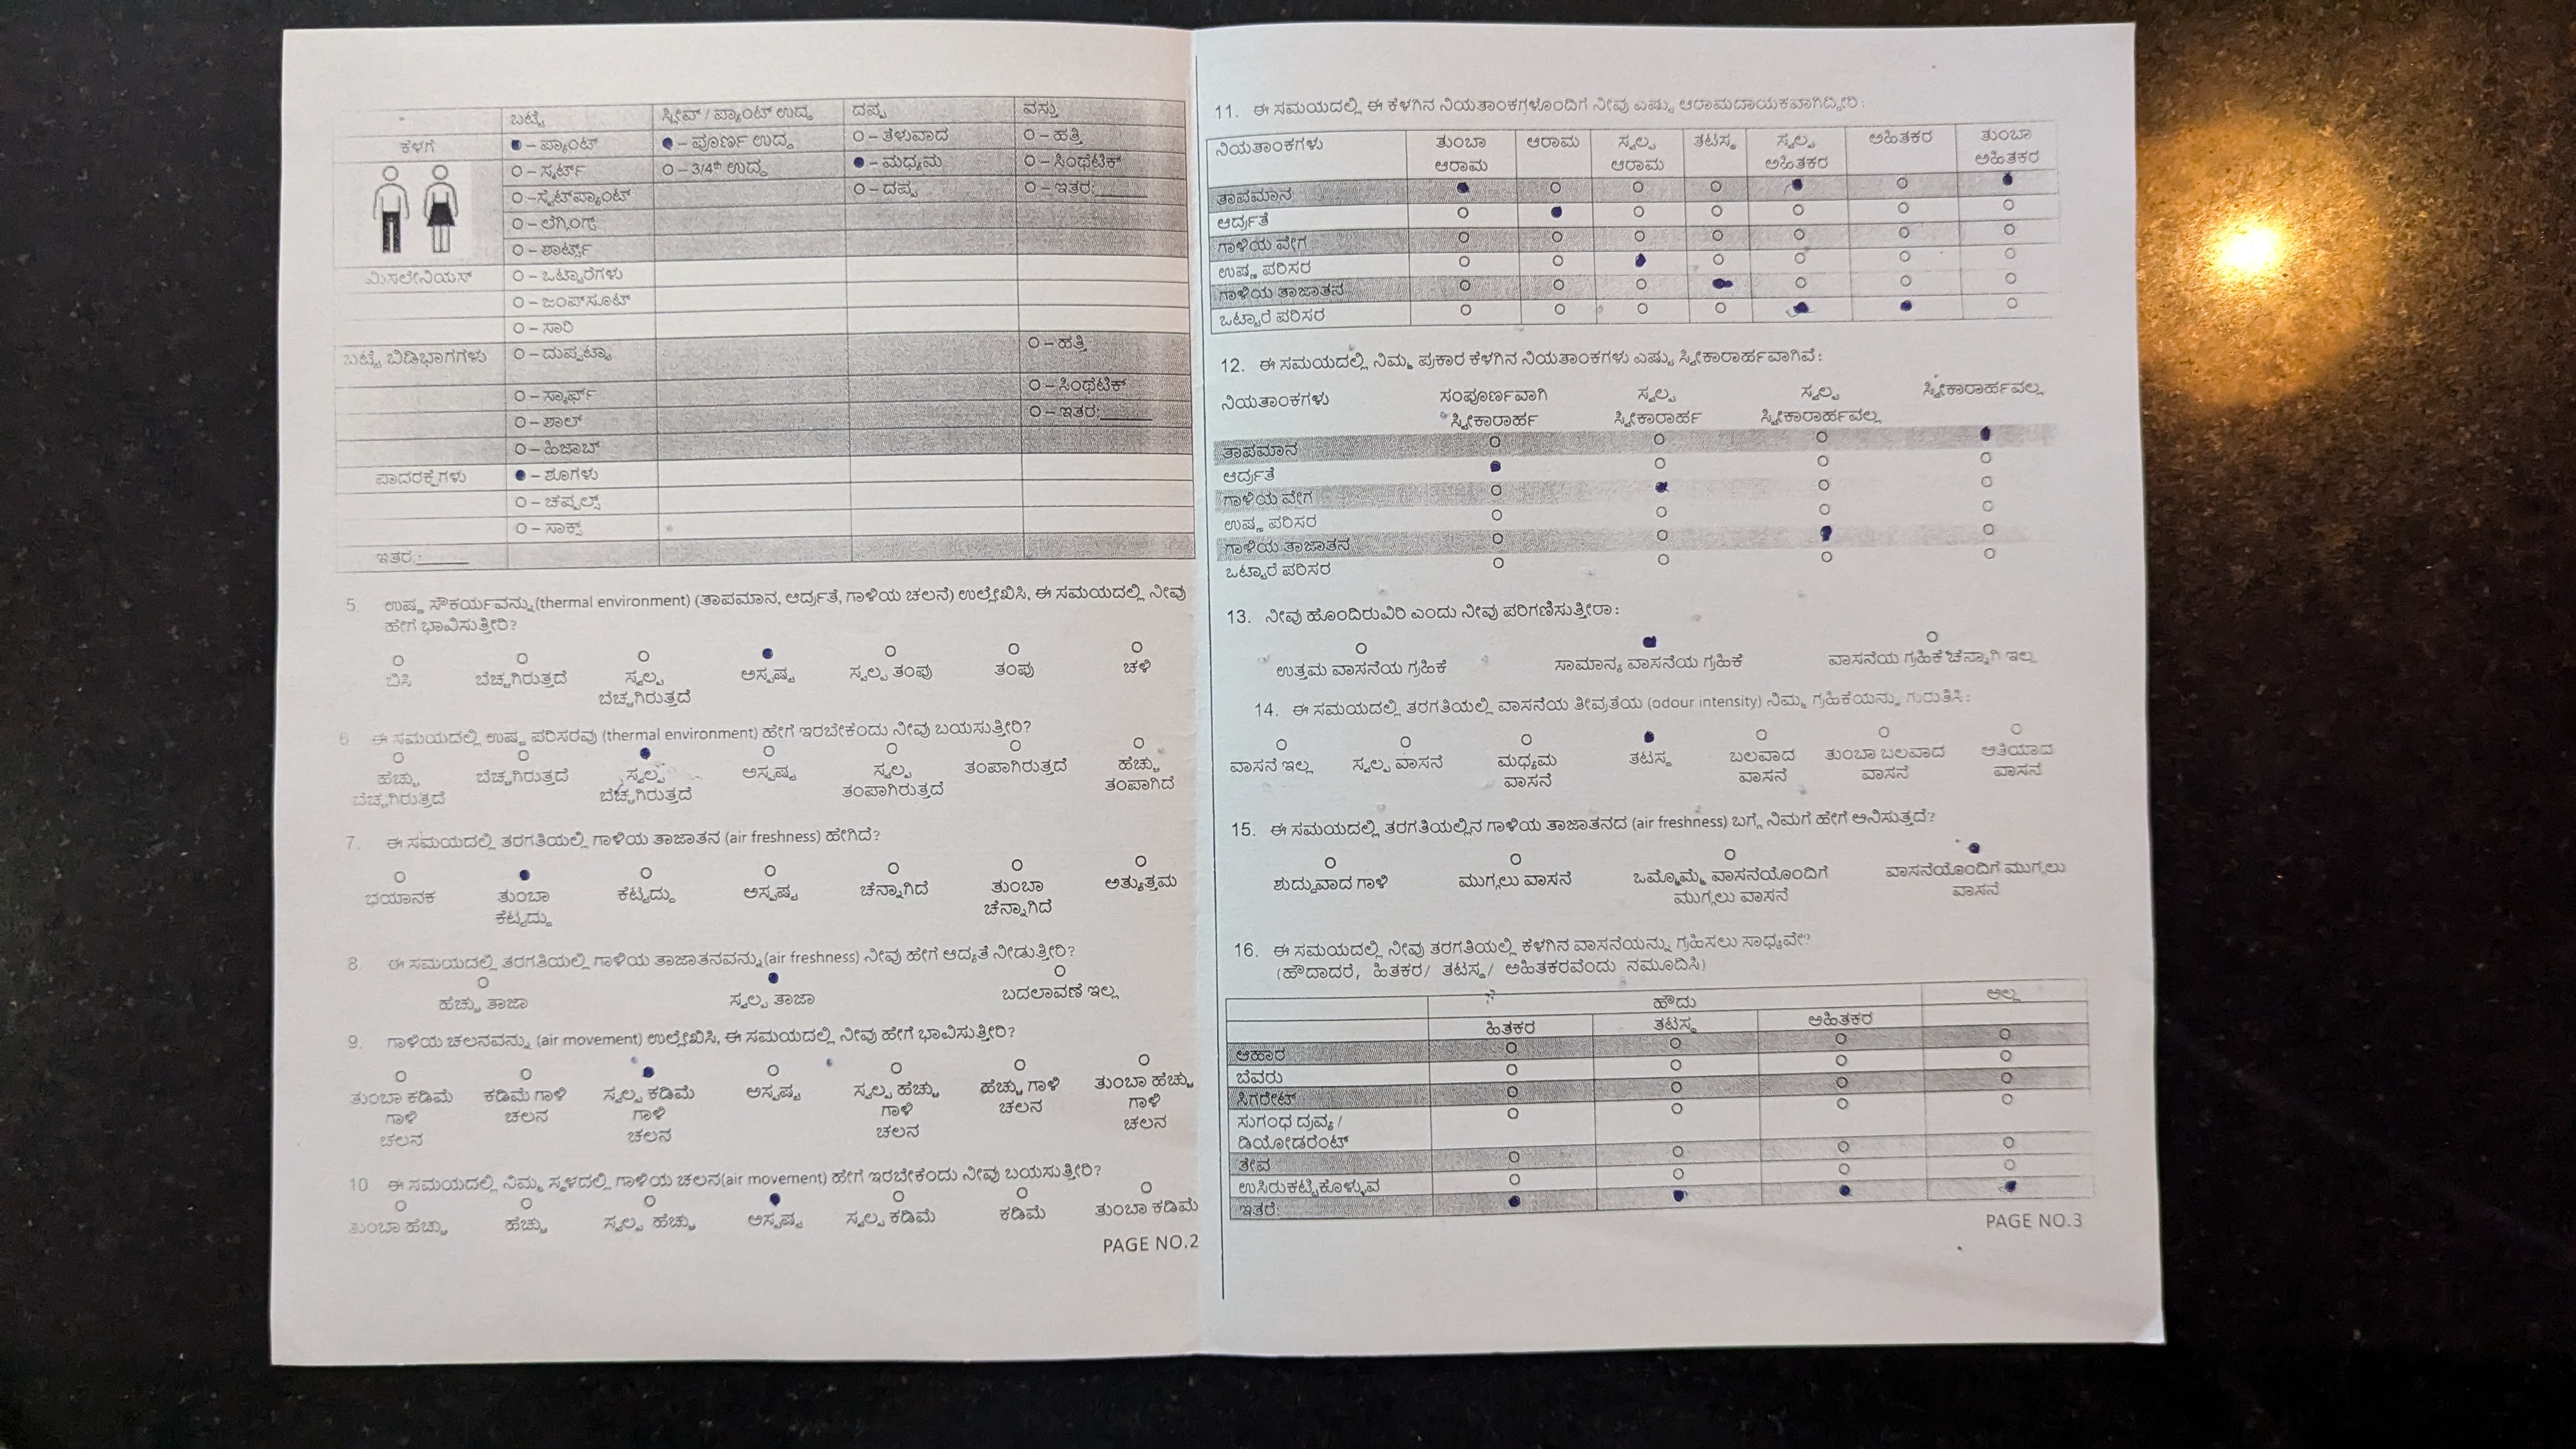 ಬಟ್ಟೆ ಸ್ಲೀವ್ / ಪ್ಯಾಂಟ್ ಉದ್ದ ದಪ್ಪ ವಸ್ತು
ಕೆಳಗೆ ● – ಪ್ಯಾಂಟ್ ● – ಪೂರ್ಣ ಉದ್ದ O – ತೆಳುವಾದ O – ಹತ್ತಿ
O – ಸ್ಕರ್ಟ್ O – 3/4th ಉದ್ದ ● – ಮಧ್ಯಮ O – ಸಿಂಥೆಟಿಕ್
O – ಸ್ವೆಟ್‌ಪ್ಯಾಂಟ್ O – ದಪ್ಪ O – ಇತರ:______
O – ಲೆಗ್ಗಿಂಗ್ಸ್
O – ಶಾರ್ಟ್ಸ್
ಮಿಸಲೇನಿಯಸ್ O – ಒಟ್ಟಾರೆಗಳು
O – ಜಂಪ್‌ಸೂಟ್
O – ಸಾರಿ
ಬಟ್ಟೆ ಬಿಡಿಭಾಗಗಳು O – ದುಪ್ಪಟ್ಟಾ O – ಹತ್ತಿ
O – ಸ್ಕಾರ್ಫ್ O – ಸಿಂಥೆಟಿಕ್
O – ಶಾಲ್ O – ಇತರ:______
O – ಹಿಜಾಬ್
ಪಾದರಕ್ಷೆಗಳು ● – ಶೂಗಳು
O – ಚಪ್ಪಲ್ಸ್
O – ಸಾಕ್ಸ್
ಇತರ:______
5. ಉಷ್ಣ ಸೌಕರ್ಯವನ್ನು (thermal environment) (ತಾಪಮಾನ, ಆರ್ದ್ರತೆ, ಗಾಳಿಯ ಚಲನೆ) ಉಲ್ಲೇಖಿಸಿ, ಈ ಸಮಯದಲ್ಲಿ ನೀವು
ಹೇಗೆ ಭಾವಿಸುತ್ತೀರಿ?
ಬಿಸಿ ಬೆಚ್ಚಗಿರುತ್ತದೆ ಸ್ವಲ್ಪ ಅಸ್ಪಷ್ಟ ಸ್ವಲ್ಪ ತಂಪು ತಂಪು ಚಳಿ
ಬೆಚ್ಚಗಿರುತ್ತದೆ
6 ಈ ಸಮಯದಲ್ಲಿ ಉಷ್ಣ ಪರಿಸರವು (thermal environment) ಹೇಗೆ ಇರಬೇಕೆಂದು ನೀವು ಬಯಸುತ್ತೀರಿ?
ಹೆಚ್ಚು ಬೆಚ್ಚಗಿರುತ್ತದೆ ಸ್ವಲ್ಪ ಅಸ್ಪಷ್ಟ ಸ್ವಲ್ಪ ತಂಪಾಗಿರುತ್ತದೆ ಹೆಚ್ಚು
ಬೆಚ್ಚಗಿರುತ್ತದೆ ಬೆಚ್ಚಗಿರುತ್ತದೆ ತಂಪಾಗಿರುತ್ತದೆ ತಂಪಾಗಿದೆ
7. ಈ ಸಮಯದಲ್ಲಿ ತರಗತಿಯಲ್ಲಿ ಗಾಳಿಯ ತಾಜಾತನ (air freshness) ಹೇಗಿದೆ?
ಭಯಾನಕ ತುಂಬಾ ಕೆಟ್ಟದ್ದು ಅಸ್ಪಷ್ಟ ಚೆನ್ನಾಗಿದೆ ತುಂಬಾ ಅತ್ಯುತ್ತಮ
ಕೆಟ್ಟದ್ದು ಚೆನ್ನಾಗಿದೆ
8. ಈ ಸಮಯದಲ್ಲಿ ತರಗತಿಯಲ್ಲಿ ಗಾಳಿಯ ತಾಜಾತನವನ್ನು (air freshness) ನೀವು ಹೇಗೆ ಆದ್ಯತೆ ನೀಡುತ್ತೀರಿ?
ಹೆಚ್ಚು ತಾಜಾ ಸ್ವಲ್ಪ ತಾಜಾ ಬದಲಾವಣೆ ಇಲ್ಲ
9. ಗಾಳಿಯ ಚಲನವನ್ನು (air movement) ಉಲ್ಲೇಖಿಸಿ, ಈ ಸಮಯದಲ್ಲಿ ನೀವು ಹೇಗೆ ಭಾವಿಸುತ್ತೀರಿ?
ತುಂಬಾ ಕಡಿಮೆ ಕಡಿಮೆ ಗಾಳಿ ಸ್ವಲ್ಪ ಕಡಿಮೆ ಅಸ್ಪಷ್ಟ ಸ್ವಲ್ಪ ಹೆಚ್ಚು ಹೆಚ್ಚು ಗಾಳಿ ತುಂಬಾ ಹೆಚ್ಚು
ಗಾಳಿ ಚಲನ ಗಾಳಿ ಗಾಳಿ ಚಲನ ಗಾಳಿ
ಚಲನ ಚಲನ ಚಲನ ಚಲನ
10 ಈ ಸಮಯದಲ್ಲಿ ನಿಮ್ಮ ಸ್ಥಳದಲ್ಲಿ ಗಾಳಿಯ ಚಲನ(air movement) ಹೇಗೆ ಇರಬೇಕೆಂದು ನೀವು ಬಯಸುತ್ತೀರಿ?
ತುಂಬಾ ಹೆಚ್ಚು ಹೆಚ್ಚು ಸ್ವಲ್ಪ ಹೆಚ್ಚು ಅಸ್ಪಷ್ಟ ಸ್ವಲ್ಪ ಕಡಿಮೆ ಕಡಿಮೆ ತುಂಬಾ ಕಡಿಮೆ
PAGE NO.2
11. ಈ ಸಮಯದಲ್ಲಿ ಈ ಕೆಳಗಿನ ನಿಯತಾಂಕಗಳೊಂದಿಗೆ ನೀವು ಎಷ್ಟು ಆರಾಮದಾಯಕವಾಗಿದ್ದೀರಿ:
ನಿಯತಾಂಕಗಳು ತುಂಬಾ ಆರಾಮ ಸ್ವಲ್ಪ ತಟಸ್ಥ ಸ್ವಲ್ಪ ಅಹಿತಕರ ತುಂಬಾ
ಆರಾಮ ಆರಾಮ ಅಹಿತಕರ ಅಹಿತಕರ
ತಾಪಮಾನ
ಆರ್ದ್ರತೆ
ಗಾಳಿಯ ವೇಗ
ಉಷ್ಣ ಪರಿಸರ
ಗಾಳಿಯ ತಾಜಾತನ
ಒಟ್ಟಾರೆ ಪರಿಸರ
12. ಈ ಸಮಯದಲ್ಲಿ ನಿಮ್ಮ ಪ್ರಕಾರ ಕೆಳಗಿನ ನಿಯತಾಂಕಗಳು ಎಷ್ಟು ಸ್ವೀಕಾರಾರ್ಹವಾಗಿವೆ:
ನಿಯತಾಂಕಗಳು ಸಂಪೂರ್ಣವಾಗಿ ಸ್ವಲ್ಪ ಸ್ವಲ್ಪ ಸ್ವೀಕಾರಾರ್ಹವಲ್ಲ
ಸ್ವೀಕಾರಾರ್ಹ ಸ್ವೀಕಾರಾರ್ಹ ಸ್ವೀಕಾರಾರ್ಹವಲ್ಲ
ತಾಪಮಾನ
ಆರ್ದ್ರತೆ
ಗಾಳಿಯ ವೇಗ
ಉಷ್ಣ ಪರಿಸರ
ಗಾಳಿಯ ತಾಜಾತನ
ಒಟ್ಟಾರೆ ಪರಿಸರ
13. ನೀವು ಹೊಂದಿರುವಿರಿ ಎಂದು ನೀವು ಪರಿಗಣಿಸುತ್ತೀರಾ:
ಉತ್ತಮ ವಾಸನೆಯ ಗ್ರಹಿಕೆ ಸಾಮಾನ್ಯ ವಾಸನೆಯ ಗ್ರಹಿಕೆ ವಾಸನೆಯ ಗ್ರಹಿಕೆ ಚೆನ್ನಾಗಿ ಇಲ್ಲ
14. ಈ ಸಮಯದಲ್ಲಿ ತರಗತಿಯಲ್ಲಿ ವಾಸನೆಯ ತೀವ್ರತೆಯ (odour intensity) ನಿಮ್ಮ ಗ್ರಹಿಕೆಯನ್ನು ಗುರುತಿಸಿ:
ವಾಸನೆ ಇಲ್ಲ ಸ್ವಲ್ಪ ವಾಸನೆ ಮಧ್ಯಮ ತಟಸ್ಥ ಬಲವಾದ ತುಂಬಾ ಬಲವಾದ ಅತಿಯಾದ
ವಾಸನೆ ವಾಸನೆ ವಾಸನೆ ವಾಸನೆ
15. ಈ ಸಮಯದಲ್ಲಿ ತರಗತಿಯಲ್ಲಿನ ಗಾಳಿಯ ತಾಜಾತನದ (air freshness) ಬಗ್ಗೆ ನಿಮಗೆ ಹೇಗೆ ಅನಿಸುತ್ತದೆ?
ಶುದ್ಧವಾದ ಗಾಳಿ ಮುಗ್ಗಲು ವಾಸನೆ ಒಮ್ಮೊಮ್ಮೆ ವಾಸನೆಯೊಂದಿಗೆ ವಾಸನೆಯೊಂದಿಗೆ ಮುಗ್ಗಲು
ಮುಗ್ಗಲು ವಾಸನೆ ವಾಸನೆ
16. ಈ ಸಮಯದಲ್ಲಿ ನೀವು ತರಗತಿಯಲ್ಲಿ ಕೆಳಗಿನ ವಾಸನೆಯನ್ನು ಗ್ರಹಿಸಲು ಸಾಧ್ಯವೇ?
(ಹೌದಾದರೆ, ಹಿತಕರ/ ತಟಸ್ಥ/ ಅಹಿತಕರವೆಂದು ನಮೂದಿಸಿ)
ಹೌದು ಅಲ್ಲ
ಹಿತಕರ ತಟಸ್ಥ ಅಹಿತಕರ
ಆಹಾರ
ಬೆವರು
ಸಿಗರೇಟ್
ಸುಗಂಧ ದ್ರವ್ಯ /
ಡಿಯೋಡರೆಂಟ್
ತೇವ
ಉಸಿರುಕಟ್ಟಿಕೊಳ್ಳುವ
ಇತರೆ:
PAGE NO.3